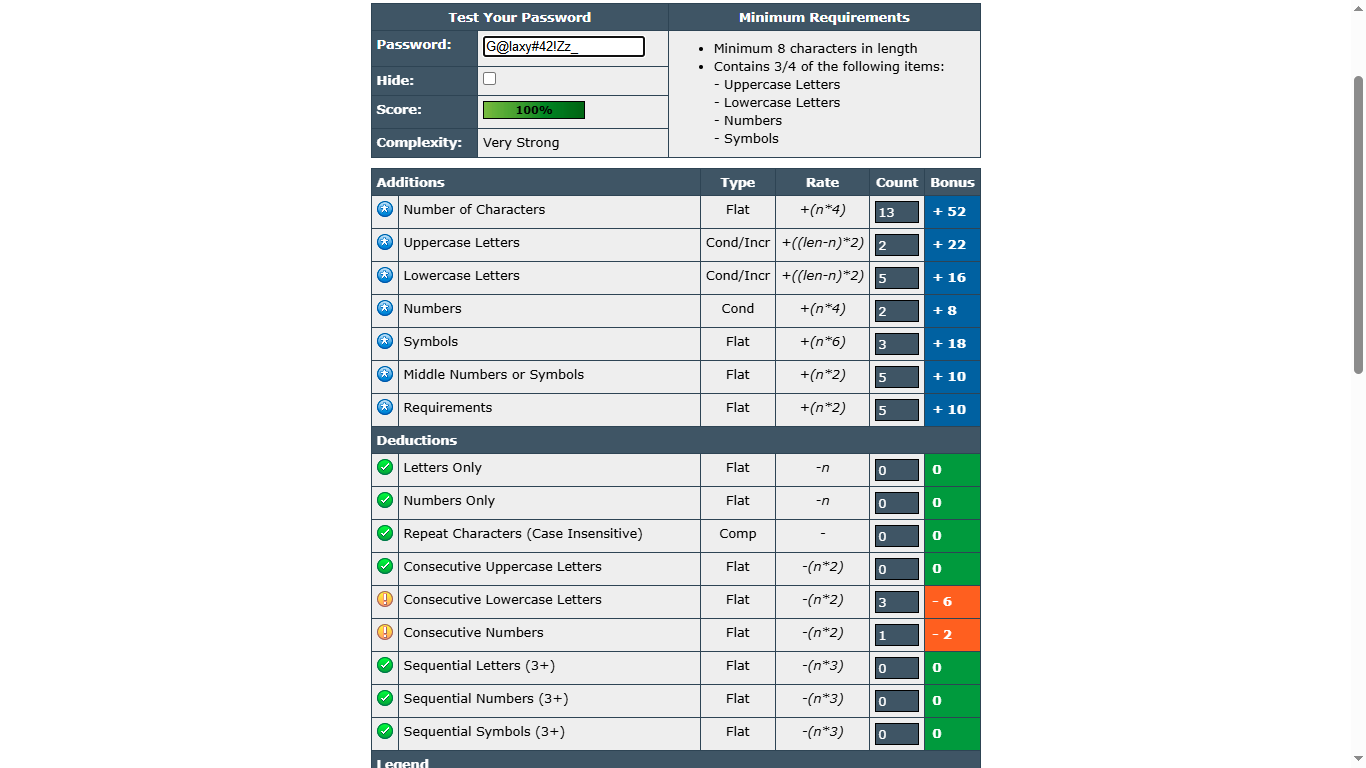 Test Your Password
Minimum Requirements
Password: G@laxy#42!Zz_
Hide:
Score: 100%
Complexity: Very Strong
• Minimum 8 characters in length
• Contains 3/4 of the following items:
- Uppercase Letters
- Lowercase Letters
- Numbers
- Symbols
Additions Type Rate Count Bonus
Number of Characters Flat +(n*4) 13 + 52
Uppercase Letters Cond/Incr +((len-n)*2) 2 + 22
Lowercase Letters Cond/Incr +((len-n)*2) 5 + 16
Numbers Cond +(n*4) 2 + 8
Symbols Flat +(n*6) 3 + 18
Middle Numbers or Symbols Flat +(n*2) 5 + 10
Requirements Flat +(n*2) 5 + 10
Deductions
Letters Only Flat -n 0 0
Numbers Only Flat -n 0 0
Repeat Characters (Case Insensitive) Comp - 0 0
Consecutive Uppercase Letters Flat -(n*2) 0 0
Consecutive Lowercase Letters Flat -(n*2) 3 - 6
Consecutive Numbers Flat -(n*2) 1 - 2
Sequential Letters (3+) Flat -(n*3) 0 0
Sequential Numbers (3+) Flat -(n*3) 0 0
Sequential Symbols (3+) Flat -(n*3) 0 0
Legend